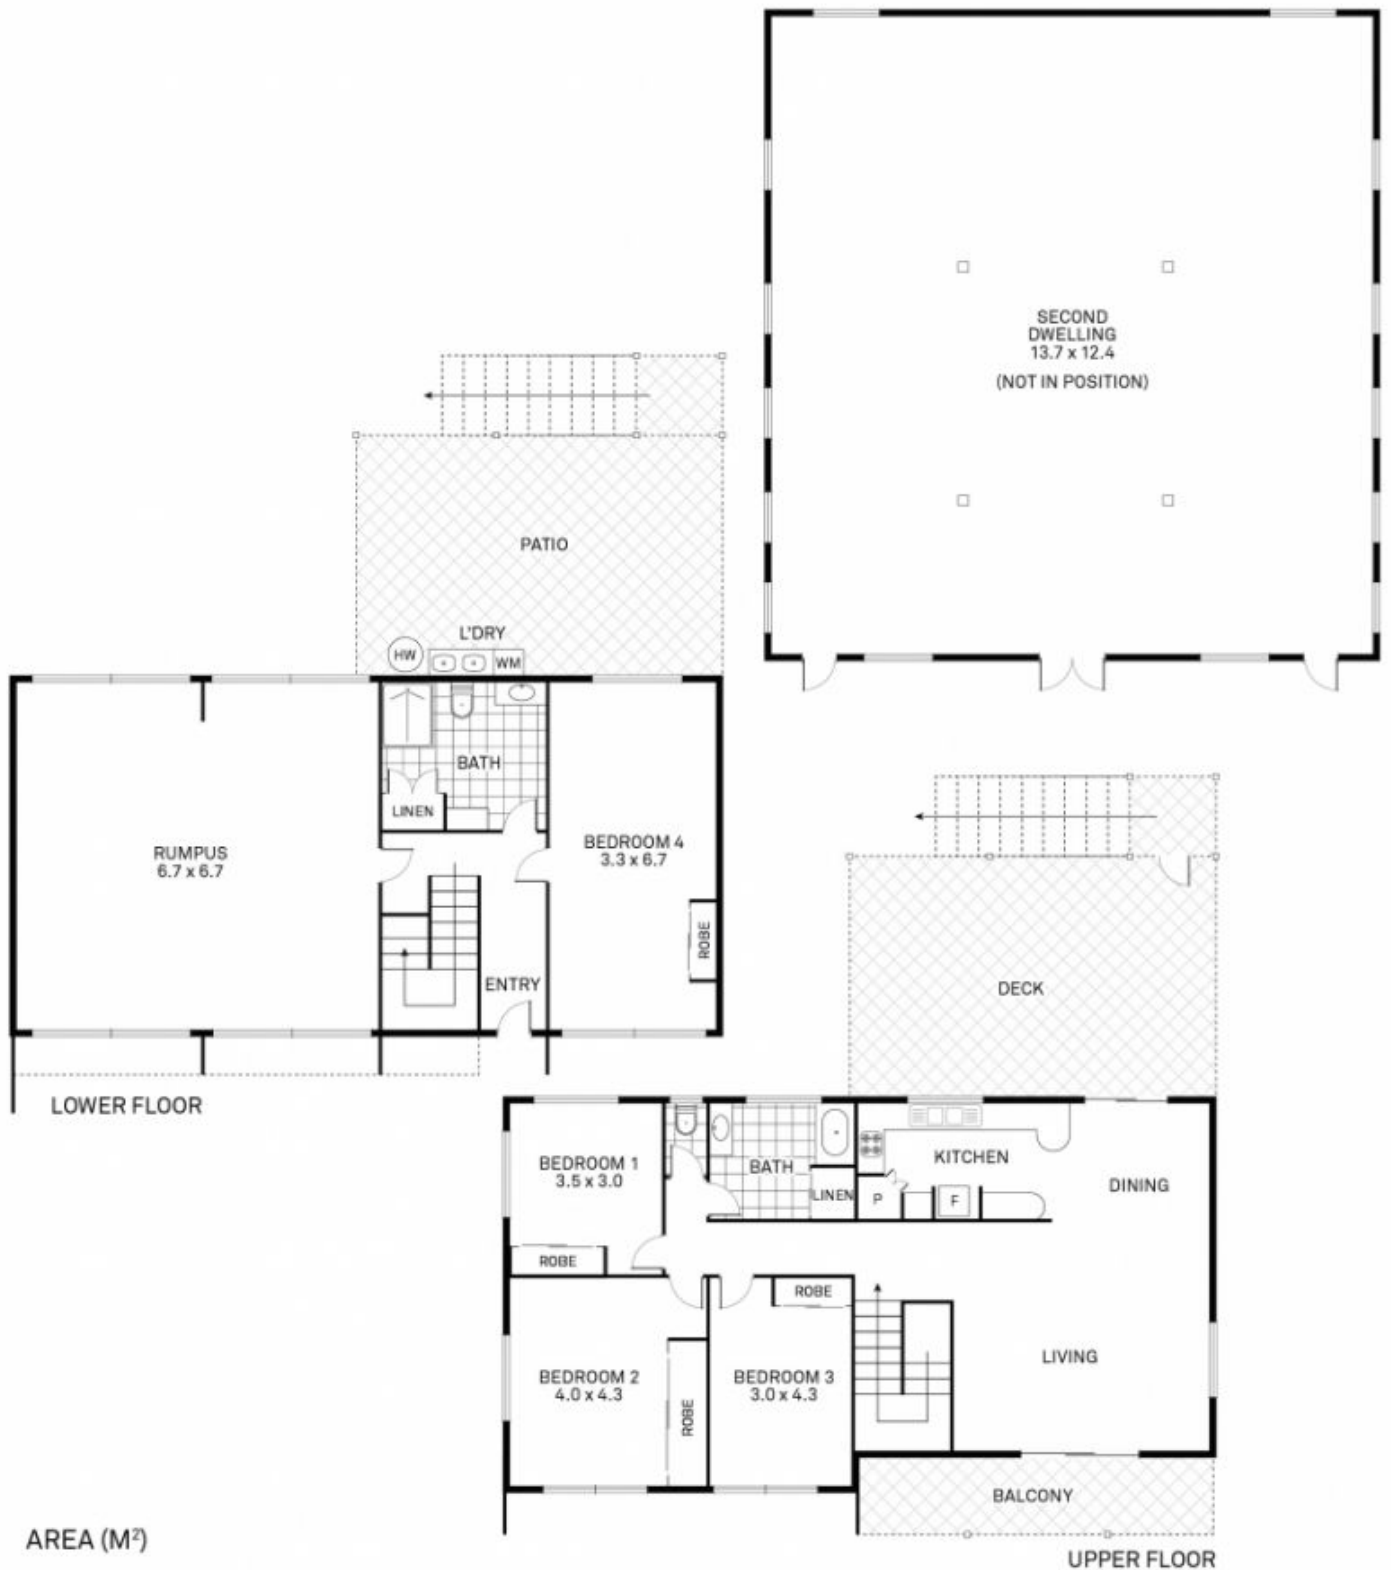 SECOND
DWELLING
13.7 x 12.4
(NOT IN POSITION)
PATIO
L'DRY
HW
WM
BATH
LINEN
RUMPUS
6.7 x 6.7
BEDROOM 4
3.3 x 6.7
ROBE
ENTRY
LOWER FLOOR
DECK
BEDROOM 1
3.5 x 3.0
ROBE
BATH
LINEN
KITCHEN
P
F
DINING
BEDROOM 2
4.0 x 4.3
ROBE
ROBE
BEDROOM 3
3.0 x 4.3
LIVING
BALCONY
AREA (M²)
UPPER FLOOR